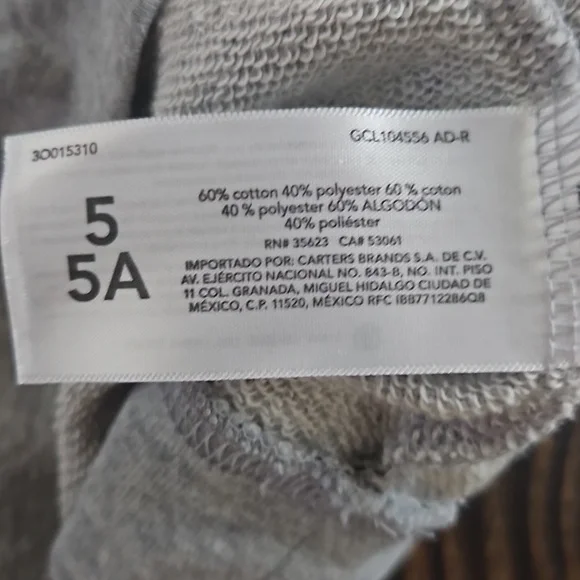 3O015310
GCL104556 AD-R
5
5A
60% cotton 40% polyester 60 % coton
40 % polyester 60% ALGODÓN
40% poliéster
RN# 35623 CA# 53061
IMPORTADO POR: CARTERS BRANDS S.A. DE C.V.
AV. EJÉRCITO NACIONAL NO. 843-B, NO. INT. PISO
11 COL. GRANADA, MIGUEL HIDALGO CIUDAD DE
MÉXICO, C.P. 11520, MÉXICO RFC IBB7712286Q8